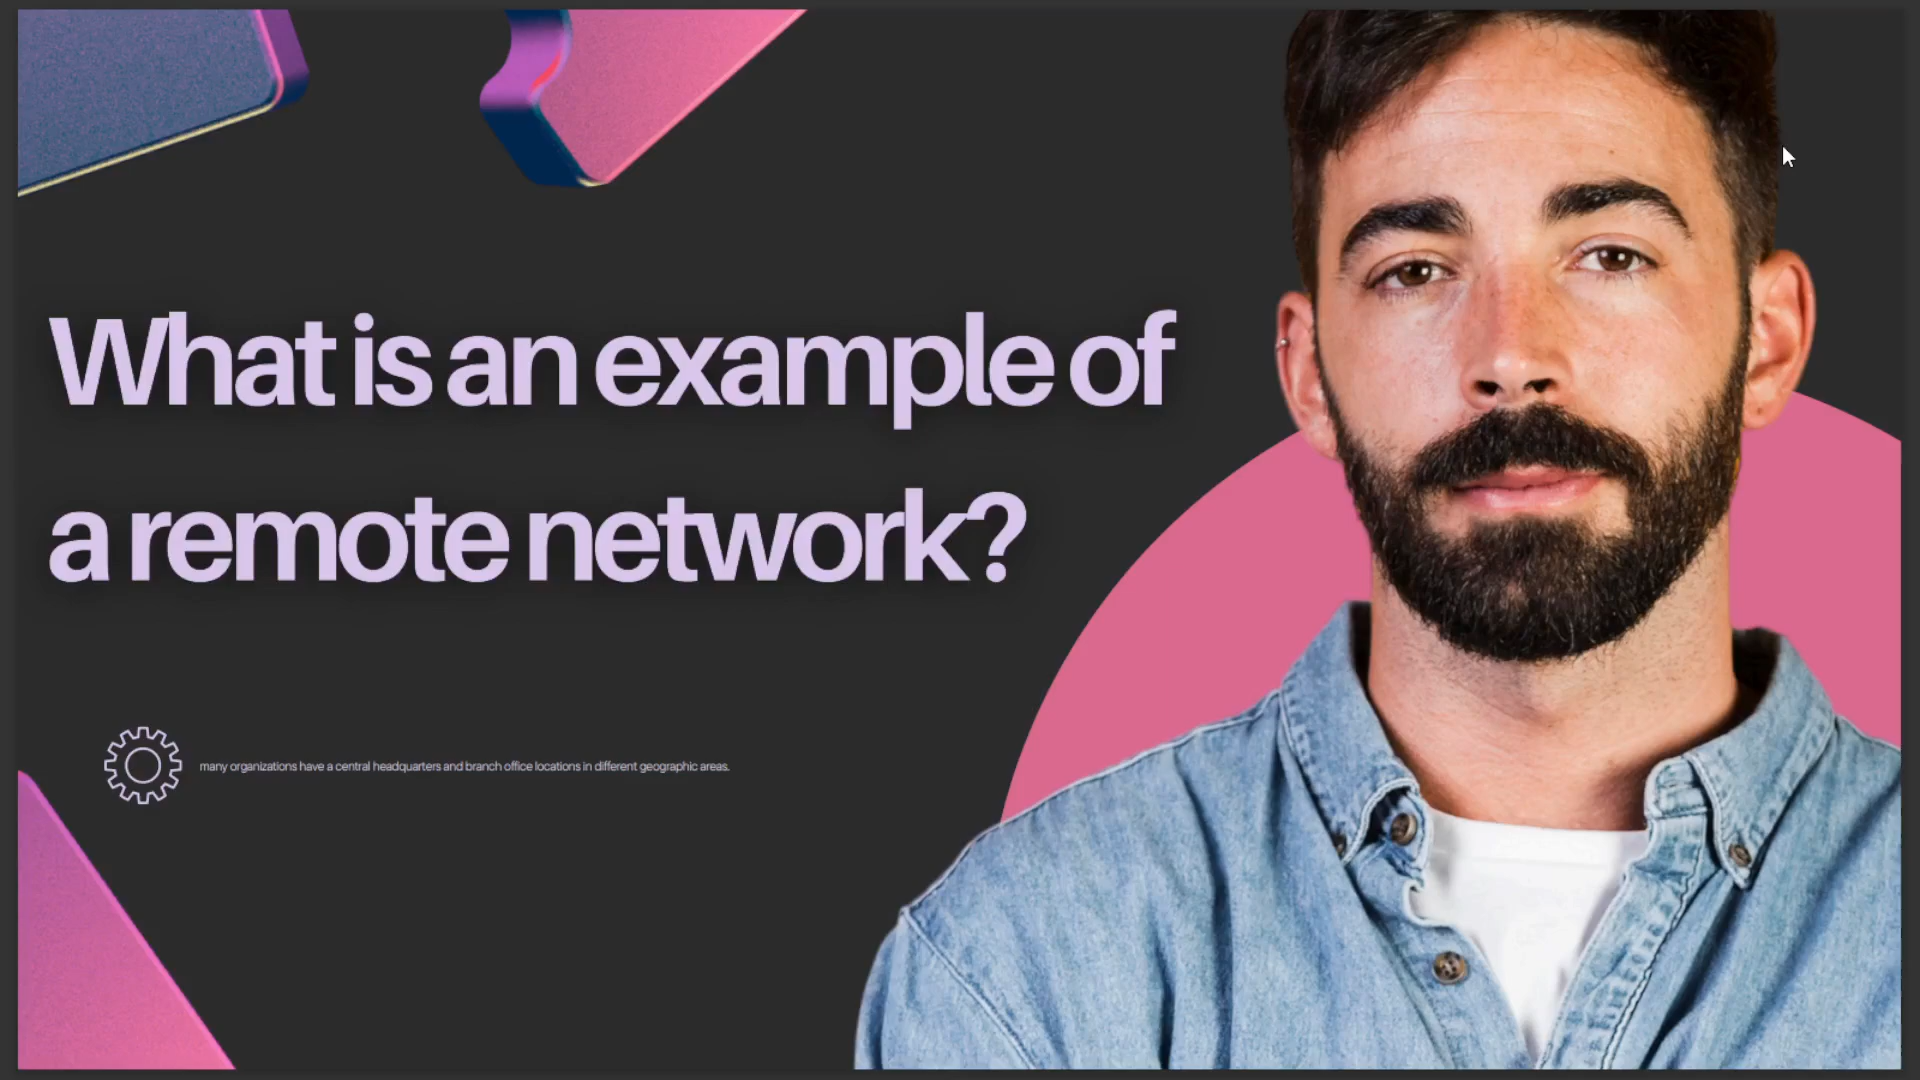 What is an example of
a remote network?
many organizations have a central headquarters and branch office locations in different geographic areas.